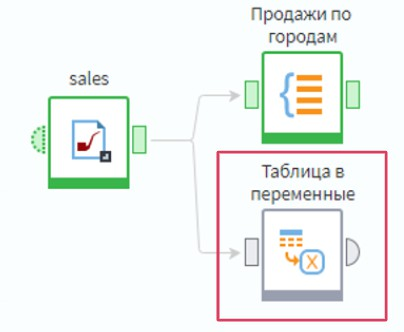 Продажи по
городам
sales
Таблица в
переменные